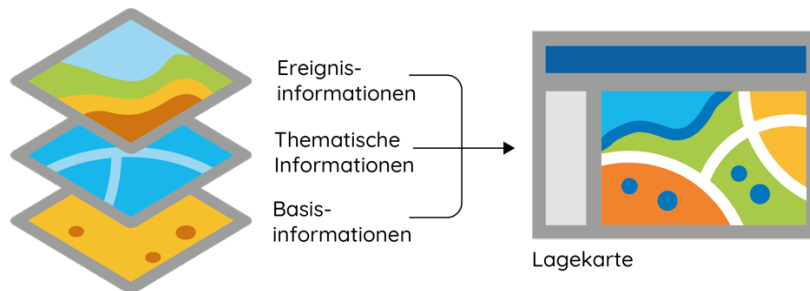 Ereignis-
informationen
Thematische
Informationen
Basis-
informationen
Lagekarte